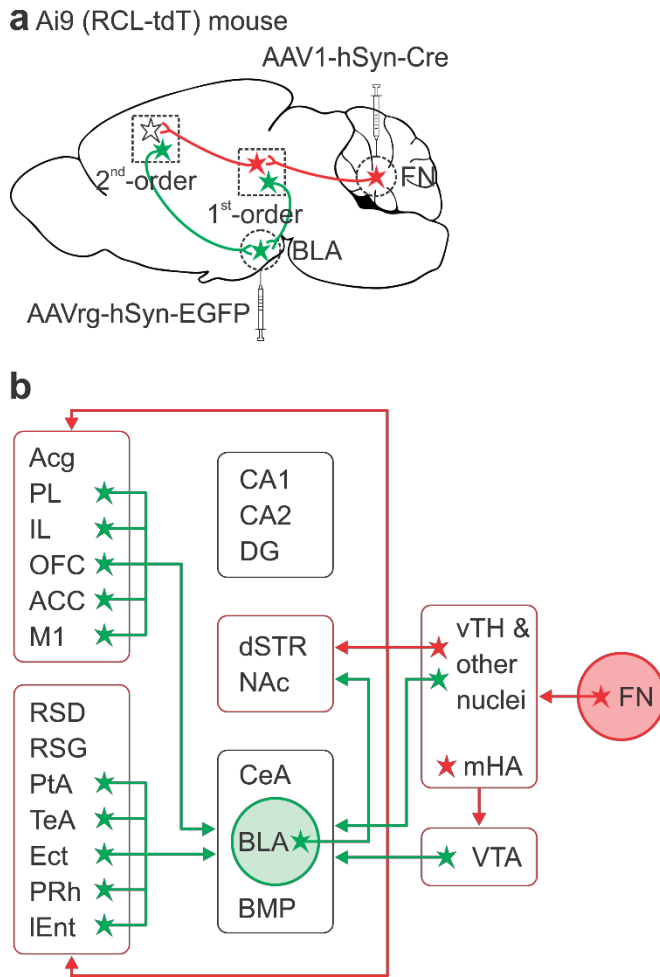 a Ai9 (RCL-tdT) mouse
AAV1-hSyn-Cre
2nd-order
1st-order
FN
BLA
AAVrg-hSyn-EGFP
b
Acg
PL
IL
OFC
ACC
M1
RSD
RSG
PtA
TeA
Ect
PRh
lEnt
CA1
CA2
DG
dSTR
NAc
CeA
BLA
BMP
vTH &
other
nuclei
mHA
VTA
FN